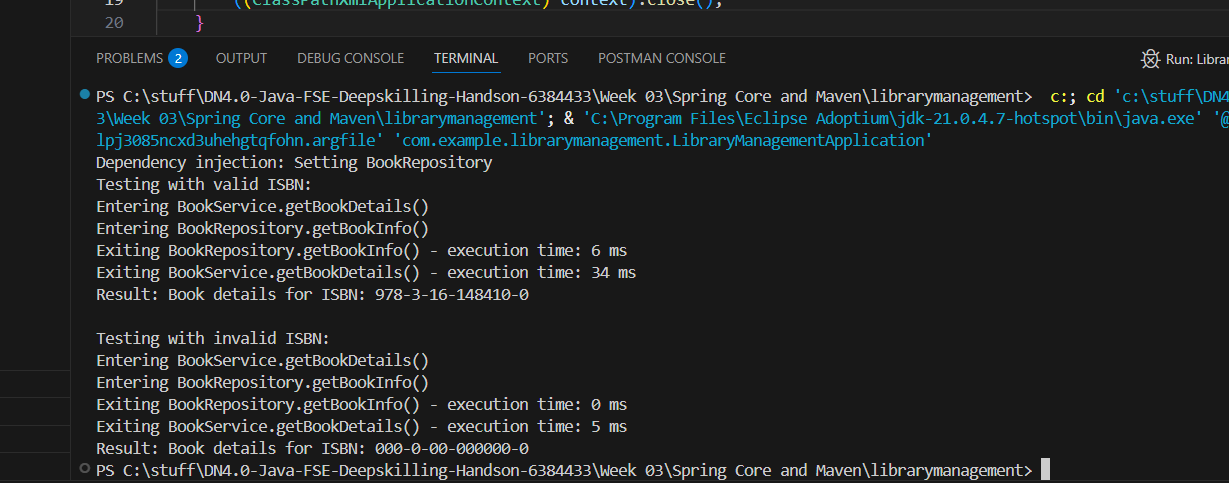 19 ((ClassPathXmlApplicationContext) context).close();
20 }
PROBLEMS 2 OUTPUT DEBUG CONSOLE TERMINAL PORTS POSTMAN CONSOLE Run: Librar
PS C:\stuff\DN4.0-Java-FSE-Deepskilling-Handson-6384433\Week 03\Spring Core and Maven\librarymanagement> c:; cd 'c:\stuff\DN4
3\Week 03\Spring Core and Maven\librarymanagement'; & 'C:\Program Files\Eclipse Adoptium\jdk-21.0.4.7-hotspot\bin\java.exe' '@
lpj3085ncxd3uhehgtqfohn.argfile' 'com.example.librarymanagement.LibraryManagementApplication'
Dependency injection: Setting BookRepository
Testing with valid ISBN:
Entering BookService.getBookDetails()
Entering BookRepository.getBookInfo()
Exiting BookRepository.getBookInfo() - execution time: 6 ms
Exiting BookService.getBookDetails() - execution time: 34 ms
Result: Book details for ISBN: 978-3-16-148410-0
Testing with invalid ISBN:
Entering BookService.getBookDetails()
Entering BookRepository.getBookInfo()
Exiting BookRepository.getBookInfo() - execution time: 0 ms
Exiting BookService.getBookDetails() - execution time: 5 ms
Result: Book details for ISBN: 000-0-00-000000-0
PS C:\stuff\DN4.0-Java-FSE-Deepskilling-Handson-6384433\Week 03\Spring Core and Maven\librarymanagement>